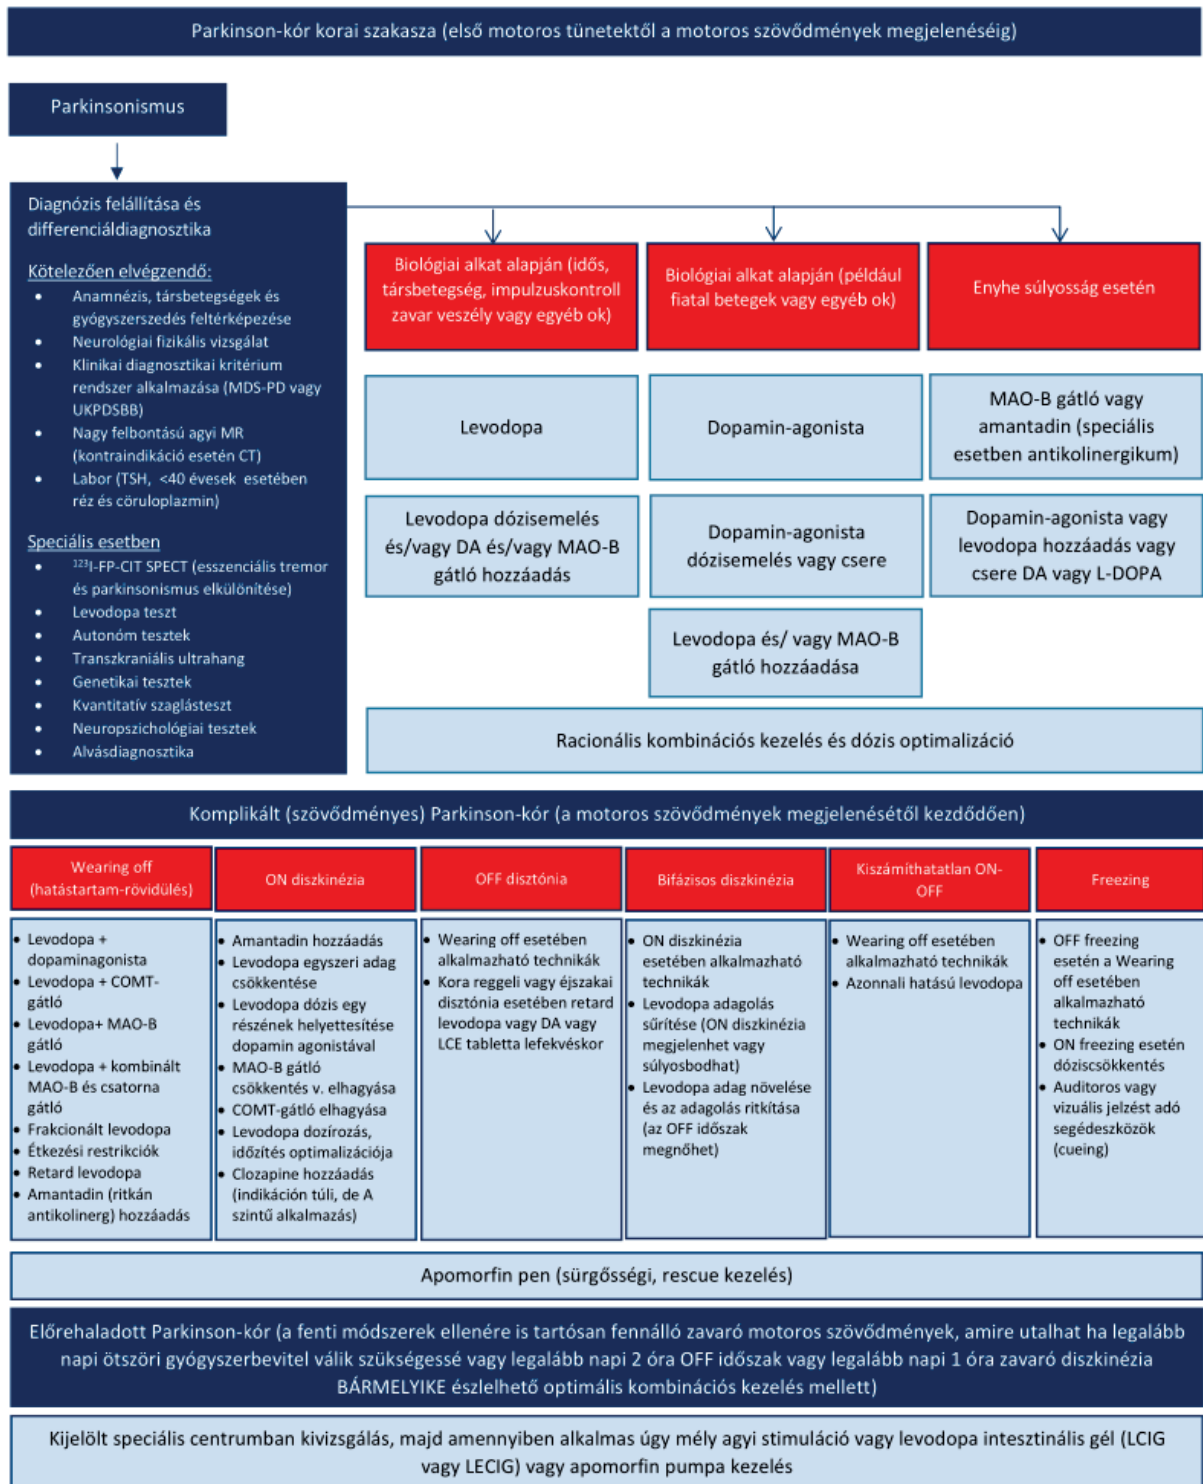 Parkinson-kór korai szakasza (első motoros tünetektől a motoros szövődmények megjelenéséig)
Parkinsonismus
Diagnózis felállítása és
differenciáldiagnosztika
Kötelezően elvégzendő:
• Anamnézis, társbetegségek és
gyógyszerszedés feltérképezése
• Neurológiai fizikális vizsgálat
• Klinikai diagnosztikai kritérium
rendszer alkalmazása (MDS-PD vagy
UKPDSBB)
• Nagy felbontású agyi MR
(kontraindikáció esetén CT)
• Labor (TSH, <40 évesek esetében
réz és cöruloplazmin)
Speciális esetben
• ¹²³I-FP-CIT SPECT (esszenciális tremor
és parkinsonismus elkülönítése)
• Levodopa teszt
• Autonóm tesztek
• Transzkraniális ultrahang
• Genetikai tesztek
• Kvantitatív szaglásteszt
• Neuropszichológiai tesztek
• Alvásdiagnosztika
Biológiai alkat alapján (idős,
társbetegség, impulzuskontroll
zavar veszély vagy egyéb ok)
Levodopa
Levodopa dózisemelés
és/vagy DA és/vagy MAO-B
gátló hozzáadás
Biológiai alkat alapján (például
fiatal betegek vagy egyéb ok)
Dopamin-agonista
Dopamin-agonista
dózisemelés vagy csere
Levodopa és/ vagy MAO-B
gátló hozzáadása
Enyhe súlyosság esetén
MAO-B gátló vagy
amantadin (speciális
esetben antikolinergikum)
Dopamin-agonista vagy
levodopa hozzáadás vagy
csere DA vagy L-DOPA
Racionális kombinációs kezelés és dózis optimalizáció
Komplikált (szövődményes) Parkinson-kór (a motoros szövődmények megjelenésétől kezdődően)
Wearing off
(hatástartam-rövidülés)
• Levodopa +
dopaminagonista
• Levodopa + COMT-
gátló
• Levodopa+ MAO-B
gátló
• Levodopa + kombinált
MAO-B és csatorna
gátló
• Frakcionált levodopa
• Étkezési restrikciók
• Retard levodopa
• Amantadin (ritkán
antikolinerg) hozzáadás
ON diszkinézia
• Amantadin hozzáadás
• Levodopa egyszeri adag
csökkentése
• Levodopa dózis egy
részének helyettesítése
dopamin agonistával
• MAO-B gátló
csökkentés v. elhagyása
• COMT-gátló elhagyása
• Levodopa dozírozás,
időzítés optimalizációja
• Clozapine hozzáadás
(indikáción túli, de A
szintű alkalmazás)
OFF disztónia
• Wearing off esetében
alkalmazható technikák
• Kora reggeli vagy éjszakai
disztónia esetében retard
levodopa vagy DA vagy
LCE tabletta lefekvéskor
Bifázisos diszkinézia
• ON diszkinézia
esetében alkalmazható
technikák
• Levodopa adagolás
sűrítése (ON diszkinézia
megjelenhet vagy
súlyosbodhat)
• Levodopa adag növelése
és az adagolás ritkítása
(az OFF időszak
megnőhet)
Kiszámíthatatlan ON-
OFF
• Wearing off esetében
alkalmazható technikák
• Azonnali hatású levodopa
Freezing
• OFF freezing
esetén a Wearing
off esetében
alkalmazható
technikák
• ON freezing esetén
dóziscsökkentés
• Auditoros vagy
vizuális jelzést adó
segédeszközök
(cueing)
Apomorfin pen (sürgősségi, rescue kezelés)
Előrehaladott Parkinson-kór (a fenti módszerek ellenére is tartósan fennálló zavaró motoros szövődmények, amire utalhat ha legalább
napi ötszöri gyógyszerbevitel válik szükségessé vagy legalább napi 2 óra OFF időszak vagy legalább napi 1 óra zavaró diszkinézia
BÁRMELYIKE észlelhető optimális kombinációs kezelés mellett)
Kijelölt speciális centrumban kivizsgálás, majd amennyiben alkalmas úgy mély agyi stimuláció vagy levodopa intesztinális gél (LCIG
vagy LECIG) vagy apomorfin pumpa kezelés